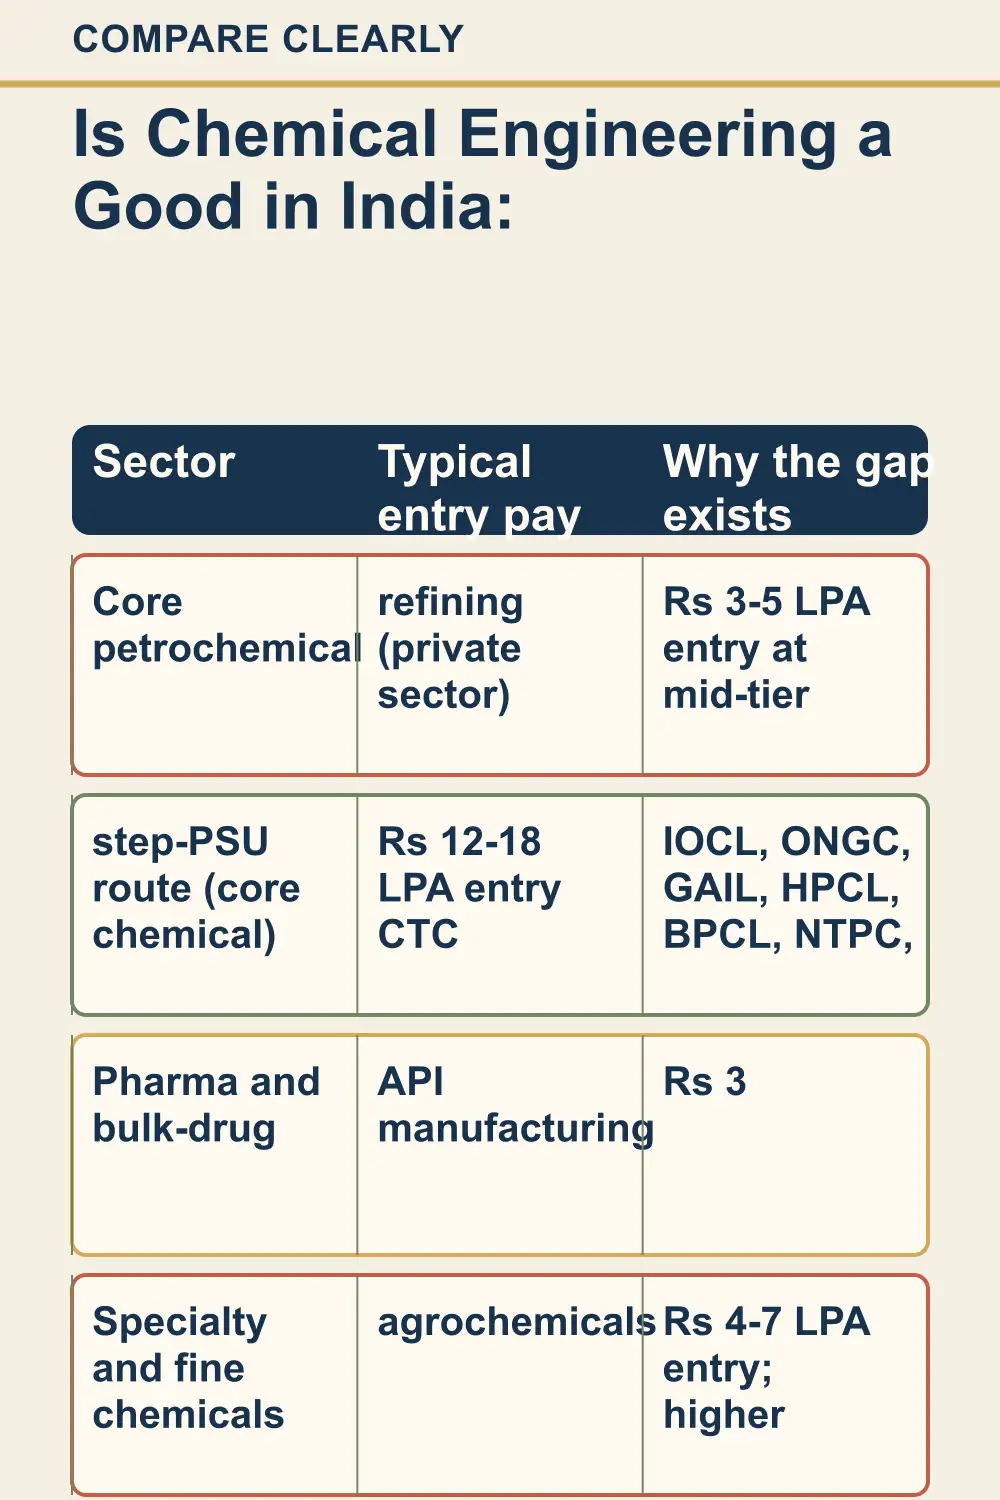 COMPARE CLEARLY
Is Chemical Engineering a
Good in India:
Sector
Typical
entry pay
Why the gap
exists
Core
petrochemical
refining
(private
sector)
Rs 3-5 LPA
entry at
mid-tier
step-PSU
route (core
chemical)
Rs 12-18
LPA entry
CTC
IOCL, ONGC,
GAIL, HPCL,
BPCL, NTPC,
Pharma and
bulk-drug
API
manufacturing
Rs 3
Specialty
and fine
chemicals
agrochemicals
Rs 4-7 LPA
entry;
higher